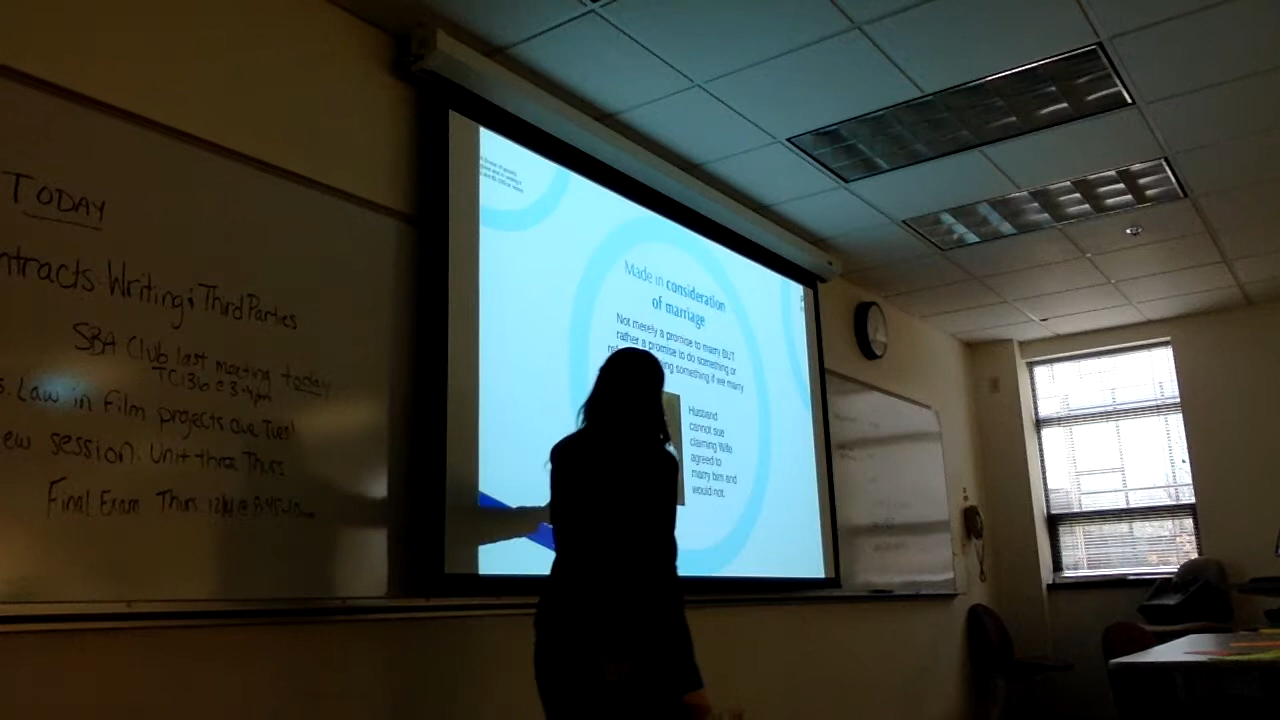 TODAY
ntracts Writing & Third Parties
SBA Club last meeting today
TC136 @ 3-4pm
s. Law in Film projects due Tues
ew session. Unit three Thurs
Final Exam Thurs. @
Made in consideration
of marriage
Not merely a promise to marry BUT
rather a promise to do something or
ing something if we marry
Husband
cannot sue
claiming Wife
agreed to
marry him and
would not.